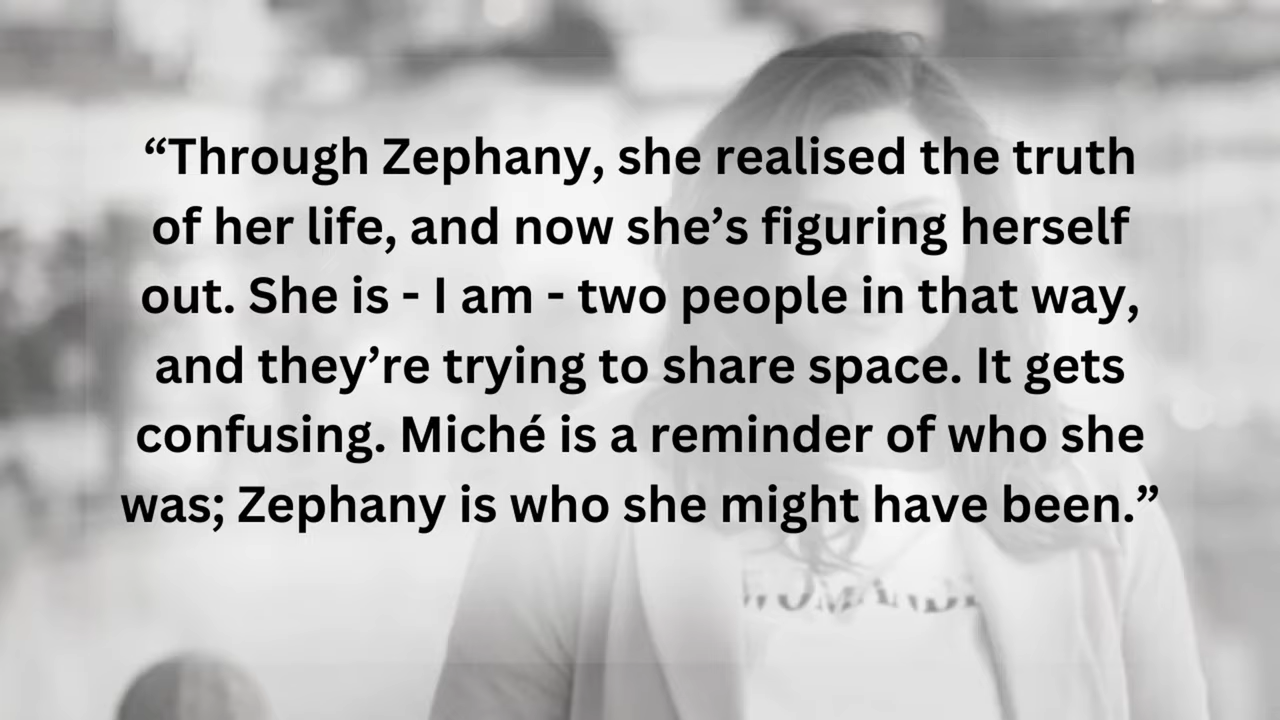 “Through Zephany, she realised the truth
of her life, and now she’s figuring herself
out. She is - I am - two people in that way,
and they’re trying to share space. It gets
confusing. Miché is a reminder of who she
was; Zephany is who she might have been.”